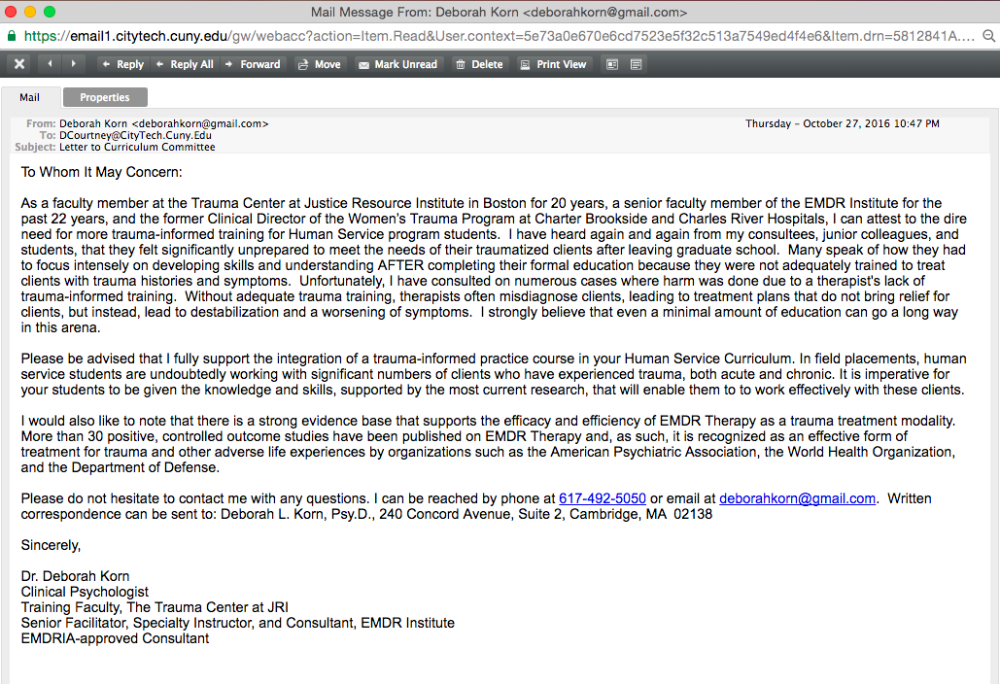 Mail Message From: Deborah Korn <deborahkorn@gmail.com>
https://email1.citytech.cuny.edu/gw/webacc?action=Item.Read&User.context=5e73a0e670e6cd7523e5f32c513a7549ed4f4e6&Item.drn=5812841A....
Reply Reply All Forward Move Mark Unread Delete Print View
Mail Properties
From: Deborah Korn <deborahkorn@gmail.com> Thursday - October 27, 2016 10:47 PM
To: DCourtney@CityTech.Cuny.Edu
Subject: Letter to Curriculum Committee
To Whom It May Concern:
As a faculty member at the Trauma Center at Justice Resource Institute in Boston for 20 years, a senior faculty member of the EMDR Institute for the
past 22 years, and the former Clinical Director of the Women's Trauma Program at Charter Brookside and Charles River Hospitals, I can attest to the dire
need for more trauma-informed training for Human Service program students. I have heard again and again from my consultees, junior colleagues, and
students, that they felt significantly unprepared to meet the needs of their traumatized clients after leaving graduate school. Many speak of how they had
to focus intensely on developing skills and understanding AFTER completing their formal education because they were not adequately trained to treat
clients with trauma histories and symptoms. Unfortunately, I have consulted on numerous cases where harm was done due to a therapist's lack of
trauma-informed training. Without adequate trauma training, therapists often misdiagnose clients, leading to treatment plans that do not bring relief for
clients, but instead, lead to destabilization and a worsening of symptoms. I strongly believe that even a minimal amount of education can go a long way
in this arena.
Please be advised that I fully support the integration of a trauma-informed practice course in your Human Service Curriculum. In field placements, human
service students are undoubtedly working with significant numbers of clients who have experienced trauma, both acute and chronic. It is imperative for
your students to be given the knowledge and skills, supported by the most current research, that will enable them to to work effectively with these clients.
I would also like to note that there is a strong evidence base that supports the efficacy and efficiency of EMDR Therapy as a trauma treatment modality.
More than 30 positive, controlled outcome studies have been published on EMDR Therapy and, as such, it is recognized as an effective form of
treatment for trauma and other adverse life experiences by organizations such as the American Psychiatric Association, the World Health Organization,
and the Department of Defense.
Please do not hesitate to contact me with any questions. I can be reached by phone at 617-492-5050 or email at deborahkorn@gmail.com. Written
correspondence can be sent to: Deborah L. Korn, Psy.D., 240 Concord Avenue, Suite 2, Cambridge, MA 02138
Sincerely,
Dr. Deborah Korn
Clinical Psychologist
Training Faculty, The Trauma Center at JRI
Senior Facilitator, Specialty Instructor, and Consultant, EMDR Institute
EMDRIA-approved Consultant